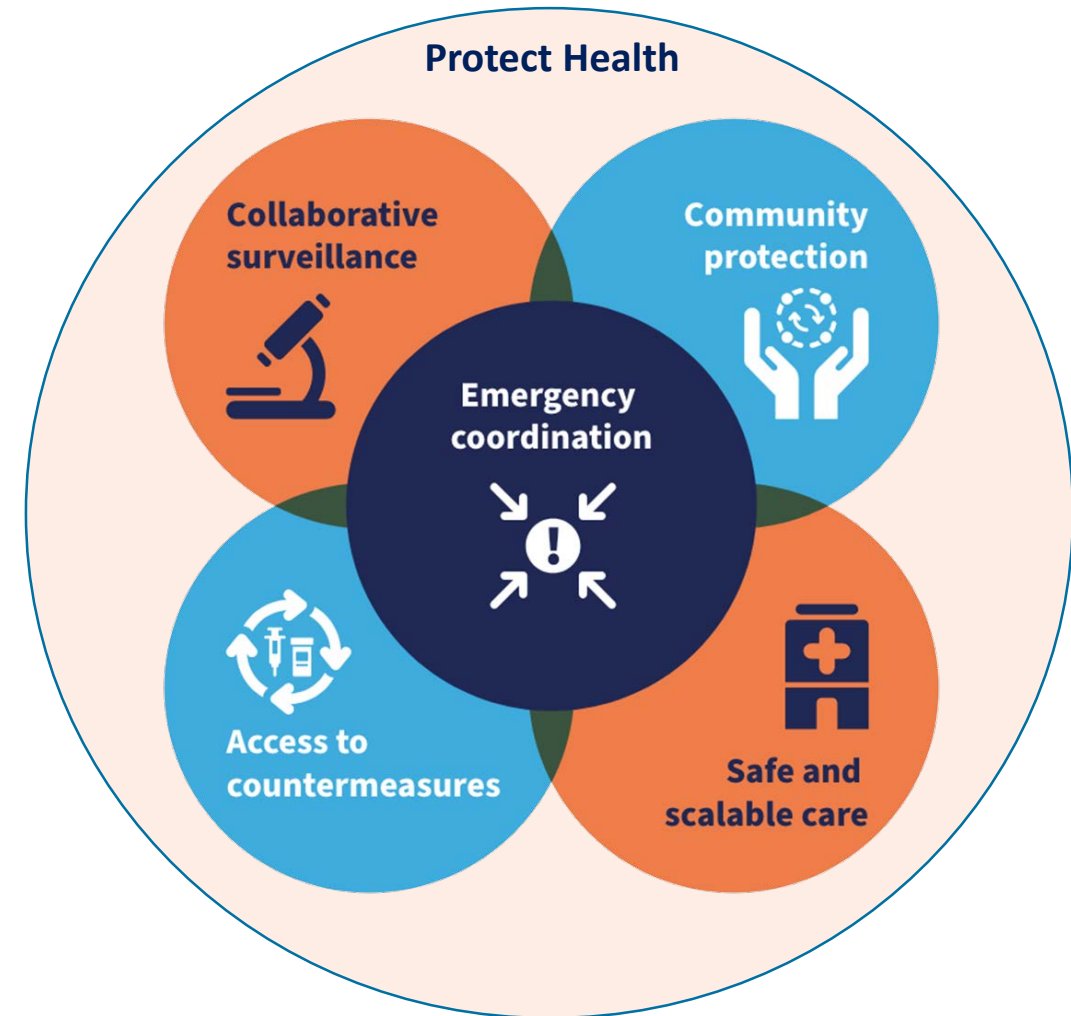 Protect Health
Collaborative
surveillance
Community
protection
Emergency
coordination
!
Access to
countermeasures
Safe and
scalable care